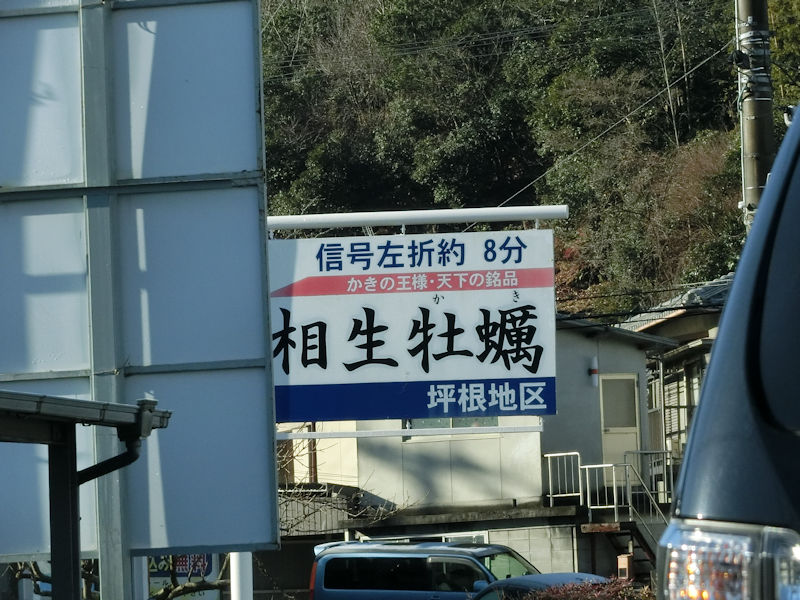 信号左折約 8分
かきの王様・天下の銘品
かき
相生牡蠣
坪根地区